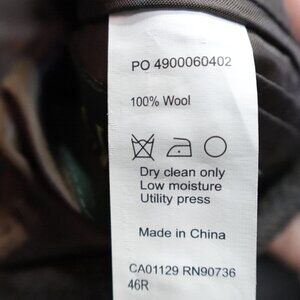 PO 4900060402
100% Wool
Dry clean only
Low moisture
Utility press
Made in China
CA01129 RN90736
46R